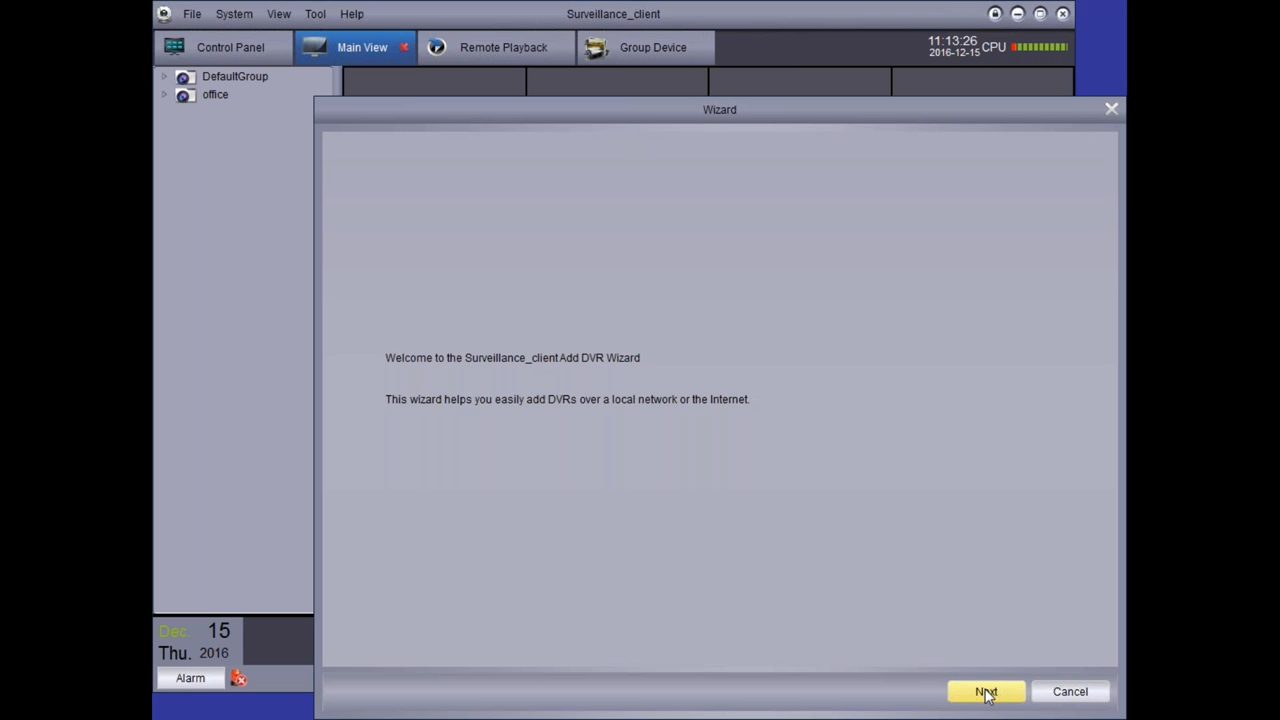 File System View Tool Help Surveillance_client
Control Panel Main View Remote Playback Group Device 11:13:26 CPU
2016-12-15
DefaultGroup
office
Wizard
Welcome to the Surveillance_client Add DVR Wizard
This wizard helps you easily add DVRs over a local network or the Internet.
Dec. 15
Thu. 2016
Alarm
Next Cancel